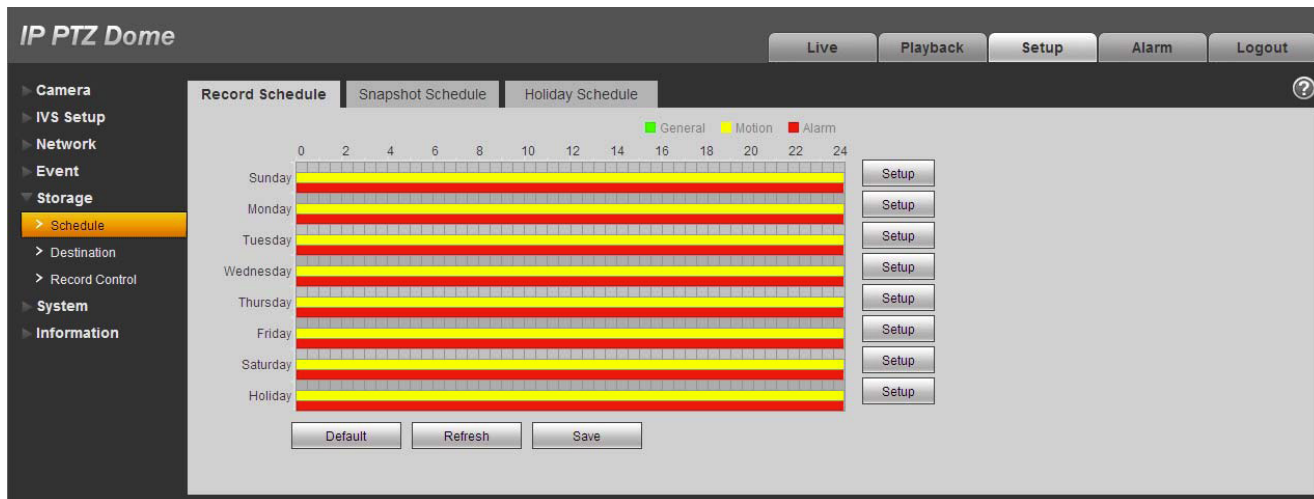 IP PTZ Dome
Live Playback Setup Alarm Logout
Camera
IVS Setup
Network
Event
Storage
> Schedule
> Destination
> Record Control
System
Information
Record Schedule Snapshot Schedule Holiday Schedule
?
General Motion Alarm
0 2 4 6 8 10 12 14 16 18 20 22 24
Sunday Setup
Monday Setup
Tuesday Setup
Wednesday Setup
Thursday Setup
Friday Setup
Saturday Setup
Holiday Setup
Default Refresh Save